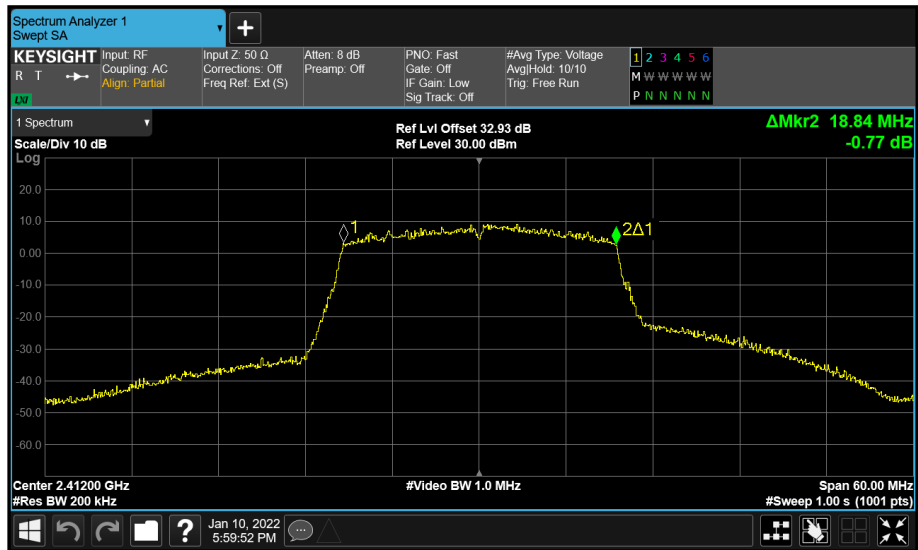 Spectrum Analyzer 1
Swept SA
+
KEYSIGHT
R T
LXI
Input: RF
Coupling: AC
Align: Partial
Input Z: 50 Ω
Corrections: Off
Freq Ref: Ext (S)
Atten: 8 dB
Preamp: Off
PNO: Fast
Gate: Off
IF Gain: Low
Sig Track: Off
#Avg Type: Voltage
Avg|Hold: 10/10
Trig: Free Run
1 2 3 4 5 6
M W W W W W
P N N N N N
1 Spectrum
Scale/Div 10 dB
Ref Lvl Offset 32.93 dB
Ref Level 30.00 dBm
ΔMkr2 18.84 MHz
-0.77 dB
Log
20.0
10.0
0.00
-10.0
-20.0
-30.0
-40.0
-50.0
-60.0
1
2Δ1
Center 2.41200 GHz
#Res BW 200 kHz
#Video BW 1.0 MHz
Span 60.00 MHz
#Sweep 1.00 s (1001 pts)
?
Jan 10, 2022
5:59:52 PM